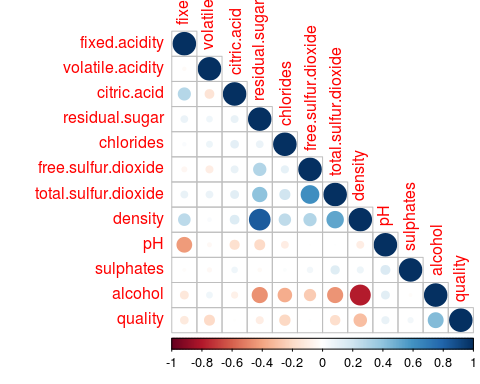 fixe
volatile
citric.acid
residual.sugar
chlorides
free.sulfur.dioxide
total.sulfur.dioxide
density
pH
sulphates
alcohol
quality
fixed.acidity
volatile.acidity
citric.acid
residual.sugar
chlorides
free.sulfur.dioxide
total.sulfur.dioxide
density
pH
sulphates
alcohol
quality
-1 -0.8 -0.6 -0.4 -0.2 0 0.2 0.4 0.6 0.8 1